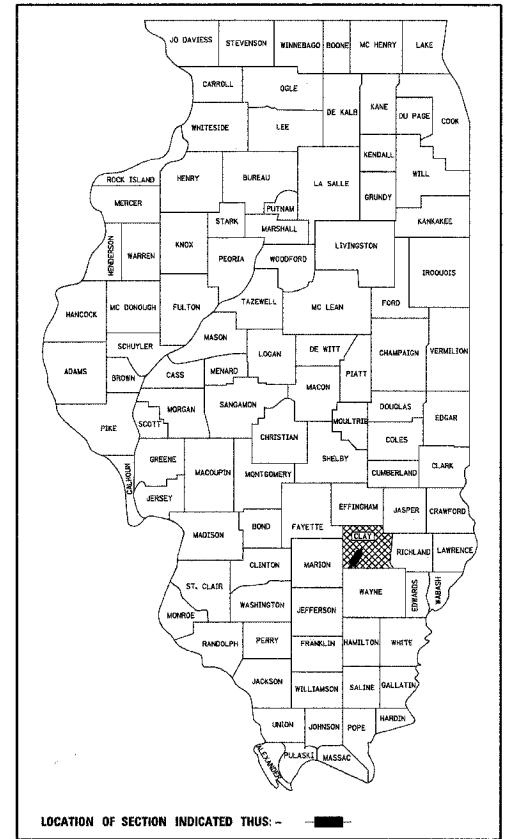 JO DAVIESS STEVENSON WINNEBAGO BOONE MC HENRY LAKE
CARROLL OGLE
DE KALB KANE DU PAGE COOK
WHITESIDE LEE
KENDALL WILL
ROCK ISLAND HENRY BUREAU LA SALLE GRUNDY
MERCER PUTNAM
STARK MARSHALL KANKAKEE
HENDERSON WARREN KNOX PEORIA WOODFORD LIVINGSTON
IROQUOIS
HANCOCK MC DONOUGH FULTON TAZEWELL MC LEAN FORD
MASON
SCHUYLER LOGAN DE WITT CHAMPAIGN VERMILION
ADAMS BROWN CASS MENARD MACON PIATT
MORGAN SANGAMON DOUGLAS
PIKE SCOTT CHRISTIAN MOULTRIE COLES EDGAR
GREENE MACOUPIN MONTGOMERY SHELBY CUMBERLAND CLARK
CALHOUN JERSEY
EFFINGHAM JASPER CRAWFORD
MADISON BOND FAYETTE
CLAY RICHLAND LAWRENCE
CLINTON MARION
ST. CLAIR WAYNE EDWARDS WABASH
WASHINGTON JEFFERSON
MONROE
RANDOLPH PERRY FRANKLIN HAMILTON WHITE
JACKSON WILLIAMSON SALINE GALLATIN
UNION JOHNSON POPE HARDIN
ALEXANDER PULASKI MASSAC
LOCATION OF SECTION INDICATED THUS: -